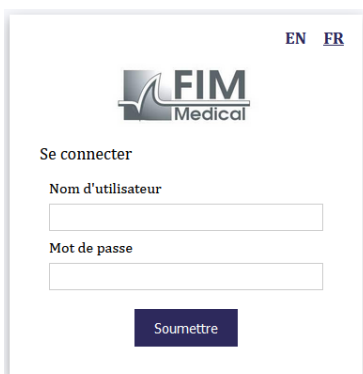 EN FR
FIM
Medical
Se connecter
Nom d'utilisateur
Mot de passe
Soumettre